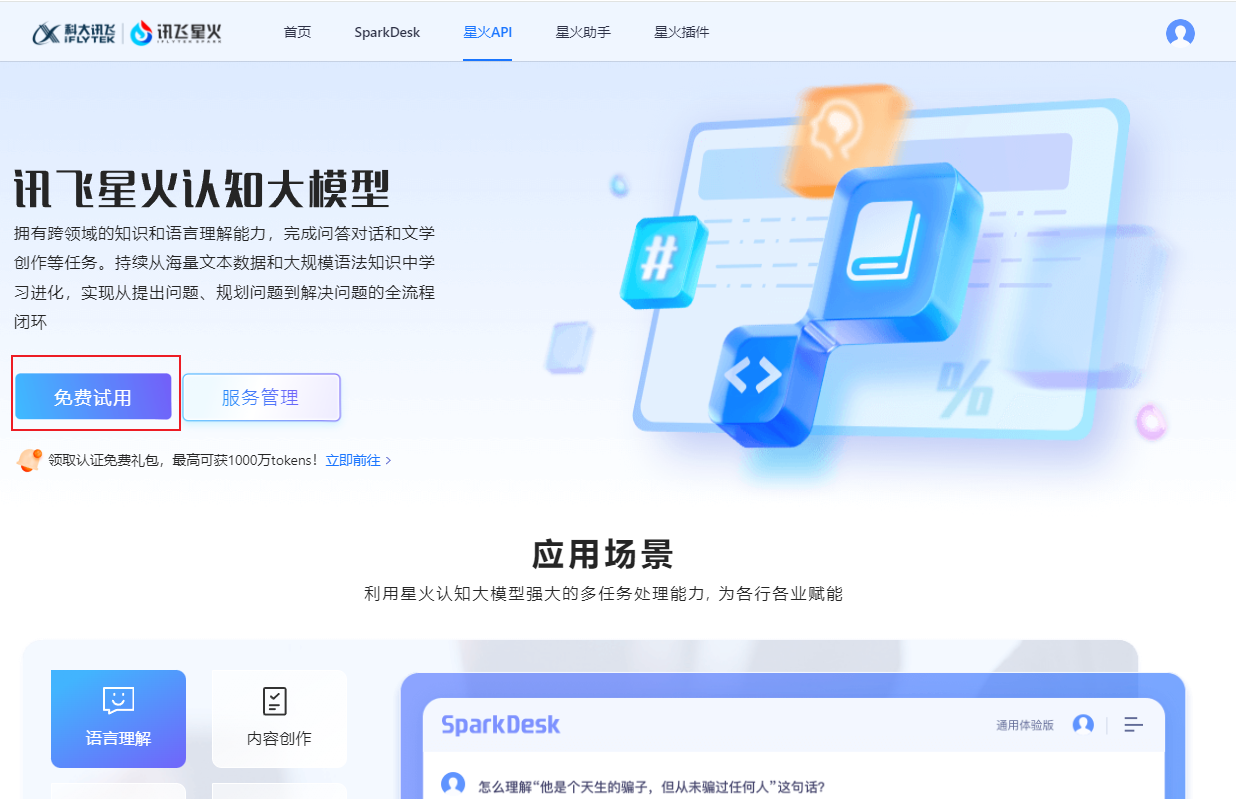 科大讯飞 iFLYTEK 讯飞星火 IFLYTEK SPARK 首页 SparkDesk 星火API 星火助手 星火插件
讯飞星火认知大模型
拥有跨领域的知识和语言理解能力，完成问答对话和文学
创作等任务。持续从海量文本数据和大规模语法知识中学
习进化，实现从提出问题、规划问题到解决问题的全流程
闭环
免费试用 服务管理
领取认证免费礼包，最高可获1000万tokens！立即前往 >
#
<>
%
应用场景
利用星火认知大模型强大的多任务处理能力, 为各行各业赋能
语言理解 内容创作
SparkDesk 通用体验版
怎么理解“他是个天生的骗子，但从未骗过任何人”这句话?